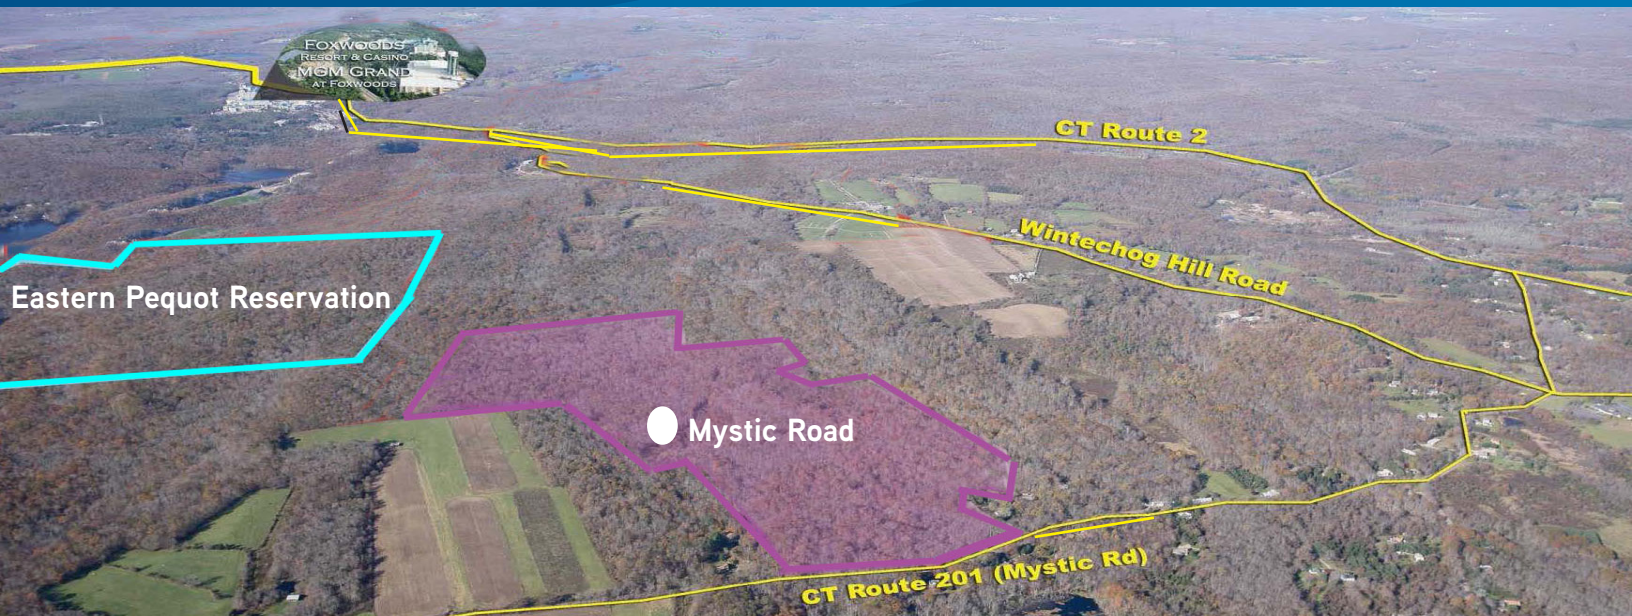 FOXWOODS
RESORT & CASINO
MGM GRAND
AT FOXWOODS
CT Route 2
Wintechog Hill Road
Eastern Pequot Reservation
Mystic Road
CT Route 201 (Mystic Rd)